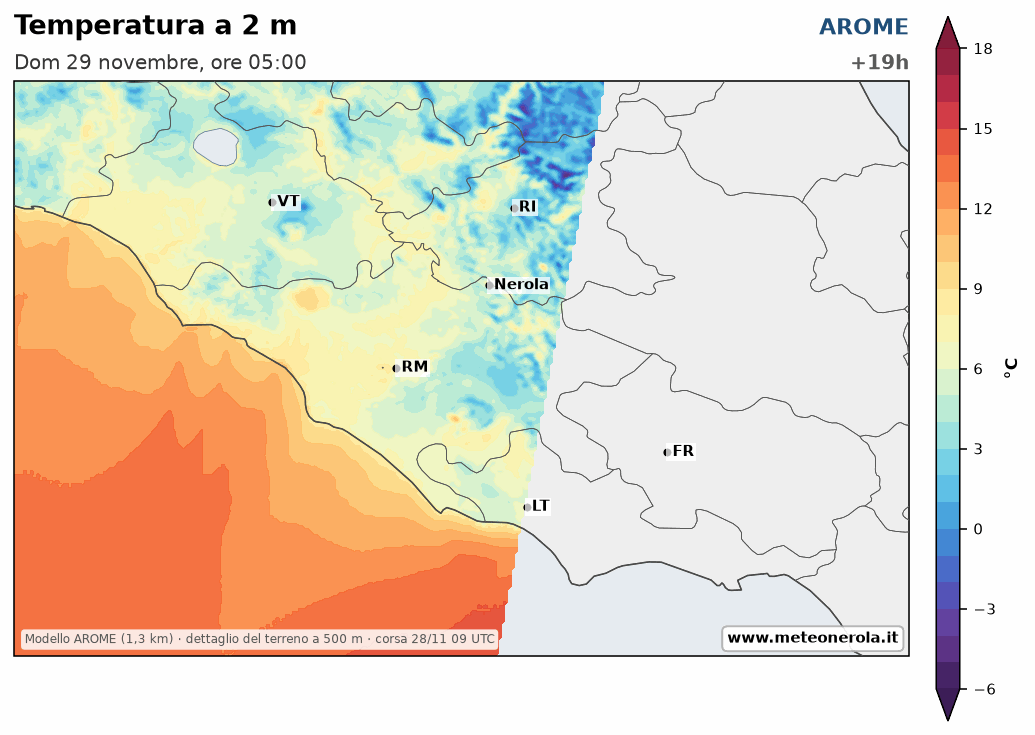 Temperatura a 2 m
AROME
Dom 29 novembre, ore 05:00
+19h
18
15
12
9
6
3
0
−3
−6
°C
VT
RI
Nerola
RM
FR
LT
Modello AROME (1,3 km) · dettaglio del terreno a 500 m · corsa 28/11 09 UTC
www.meteonerola.it